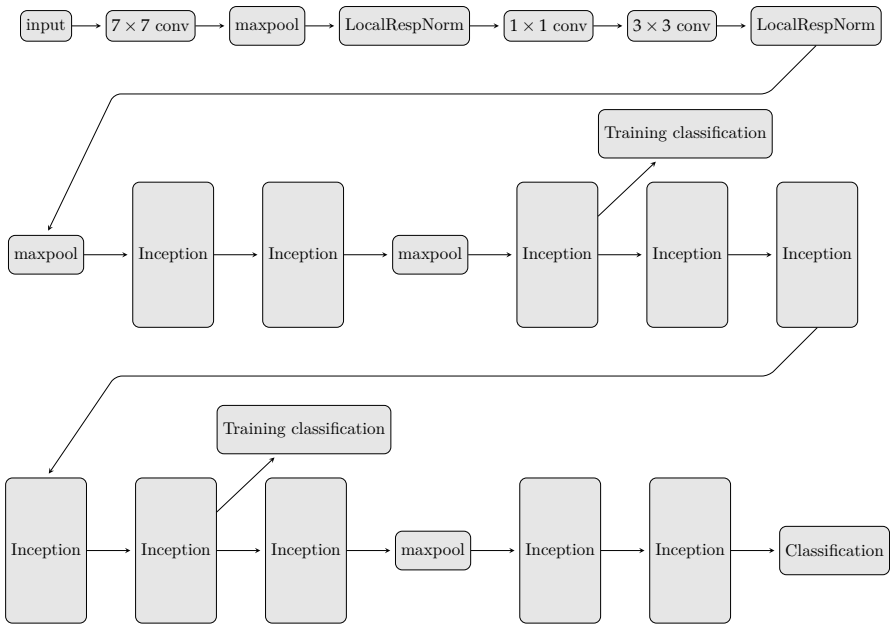 input 7 × 7 conv maxpool LocalRespNorm 1 × 1 conv 3 × 3 conv LocalRespNorm
Training classification
maxpool Inception Inception maxpool Inception Inception Inception
Training classification
Inception Inception Inception maxpool Inception Inception Classification